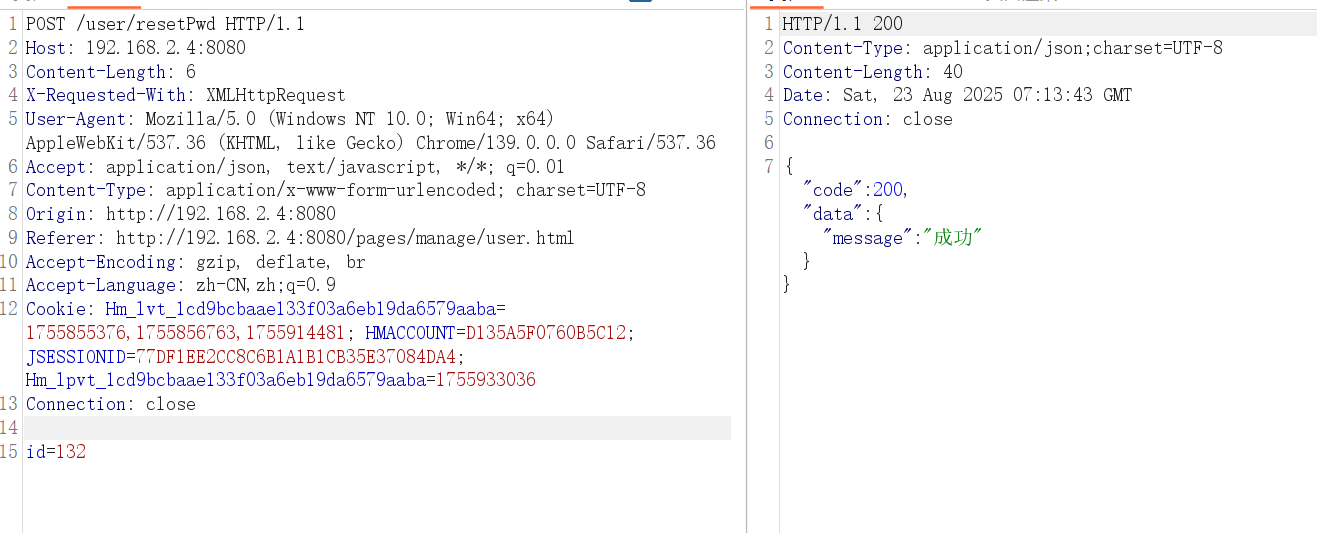 1 POST /user/resetPwd HTTP/1.1
2 Host: 192.168.2.4:8080
3 Content-Length: 6
4 X-Requested-With: XMLHttpRequest
5 User-Agent: Mozilla/5.0 (Windows NT 10.0; Win64; x64)
AppleWebKit/537.36 (KHTML, like Gecko) Chrome/139.0.0.0 Safari/537.36
6 Accept: application/json, text/javascript, */*; q=0.01
7 Content-Type: application/x-www-form-urlencoded; charset=UTF-8
8 Origin: http://192.168.2.4:8080
9 Referer: http://192.168.2.4:8080/pages/manage/user.html
10 Accept-Encoding: gzip, deflate, br
11 Accept-Language: zh-CN,zh;q=0.9
12 Cookie: Hm_lvt_1cd9bcbaae133f03a6eb19da6579aaba=
1755855376,1755856763,1755914481; HMACCOUNT=D135A5F0760B5C12;
JSESSIONID=77DF1EE2CC8C6B1A1B1CB35E37084DA4;
Hm_lpvt_1cd9bcbaae133f03a6eb19da6579aaba=1755933036
13 Connection: close
14
15 id=132
1 HTTP/1.1 200
2 Content-Type: application/json;charset=UTF-8
3 Content-Length: 40
4 Date: Sat, 23 Aug 2025 07:13:43 GMT
5 Connection: close
6
7 {
"code":200,
"data":{
"message":"成功"
}
}